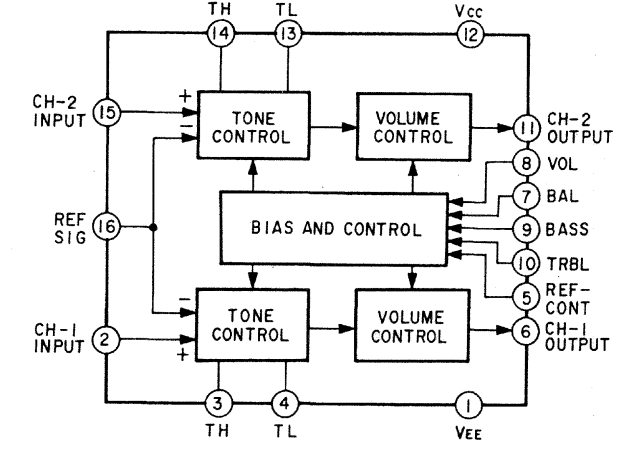 TH
TL
VCC
14
13
12
CH-2
INPUT
15
+
−
TONE
CONTROL
VOLUME
CONTROL
11
CH-2
OUTPUT
8
VOL
7
BAL
REF
SIG
16
BIAS AND CONTROL
9
BASS
10
TRBL
5
REF-
CONT
CH-1
INPUT
2
−
+
TONE
CONTROL
VOLUME
CONTROL
6
CH-1
OUTPUT
3
4
1
TH
TL
VEE